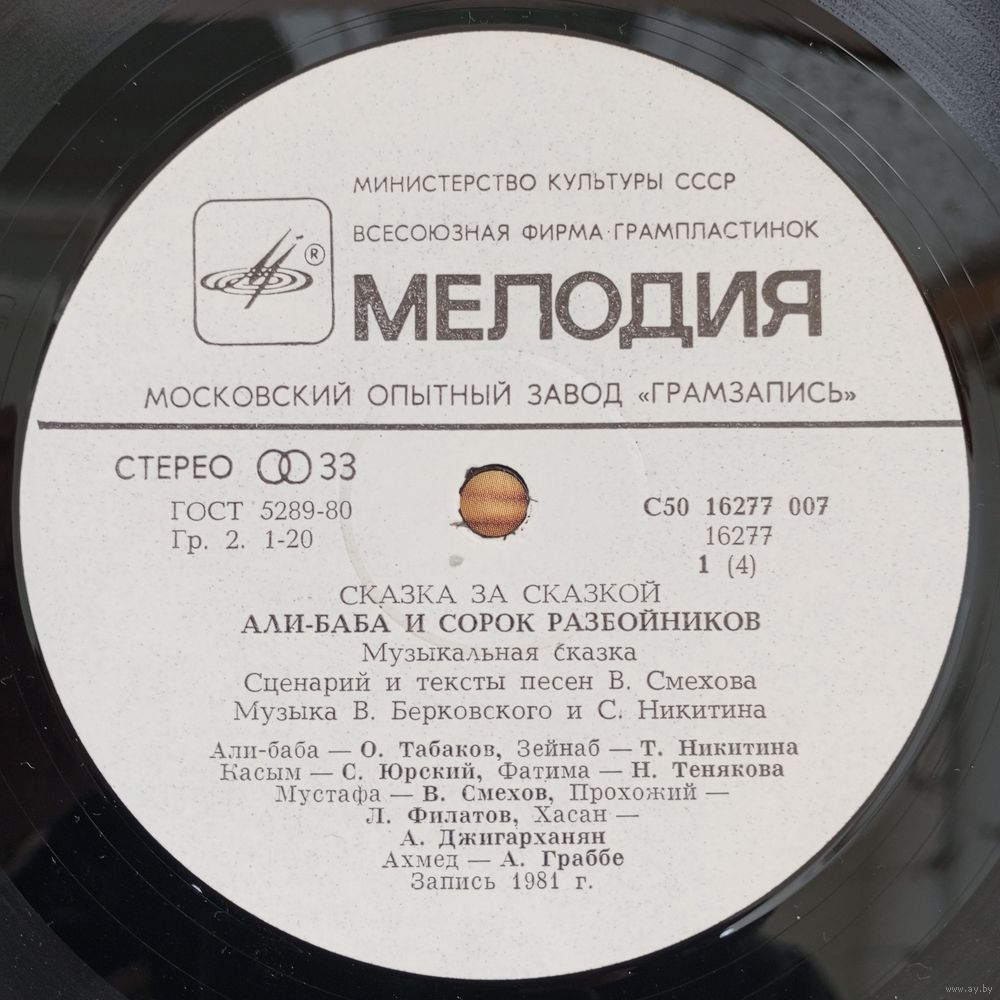 МИНИСТЕРСТВО КУЛЬТУРЫ СССР
ВСЕСОЮЗНАЯ ФИРМА ГРАМПЛАСТИНОК
®
МЕЛОДИЯ
МОСКОВСКИЙ ОПЫТНЫЙ ЗАВОД «ГРАМЗАПИСЬ»
СТЕРЕО 33
ГОСТ 5289-80
Гр. 2. 1-20
С50 16277 007
16277
1 (4)
СКАЗКА ЗА СКАЗКОЙ
АЛИ-БАБА И СОРОК РАЗБОЙНИКОВ
Музыкальная сказка
Сценарий и тексты песен В. Смехова
Музыка В. Берковского и С. Никитина
Али-баба — О. Табаков, Зейнаб — Т. Никитина
Касым — С. Юрский, Фатима — Н. Тенякова
Мустафа — В. Смехов, Прохожий —
Л. Филатов, Хасан —
А. Джигарханян
Ахмед — А. Граббе
Запись 1981 г.
www.ay.by